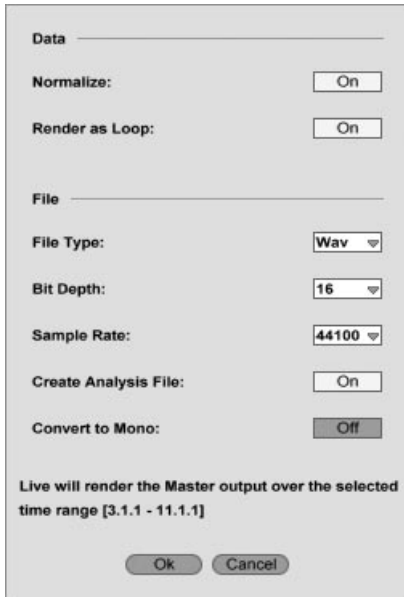 Data
Normalize: On
Render as Loop: On
File
File Type: Wav
Bit Depth: 16
Sample Rate: 44100
Create Analysis File: On
Convert to Mono: Off
Live will render the Master output over the selected
time range [3.1.1 - 11.1.1]
Ok Cancel